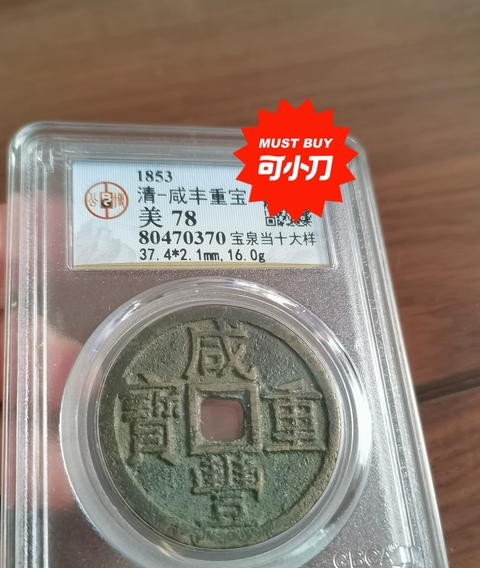 MUST BUY
可小刀
1853
清-咸丰重宝
美 78
80470370 宝泉当十大样
37.4*2.1mm,16.0g
咸
寶 重
豐